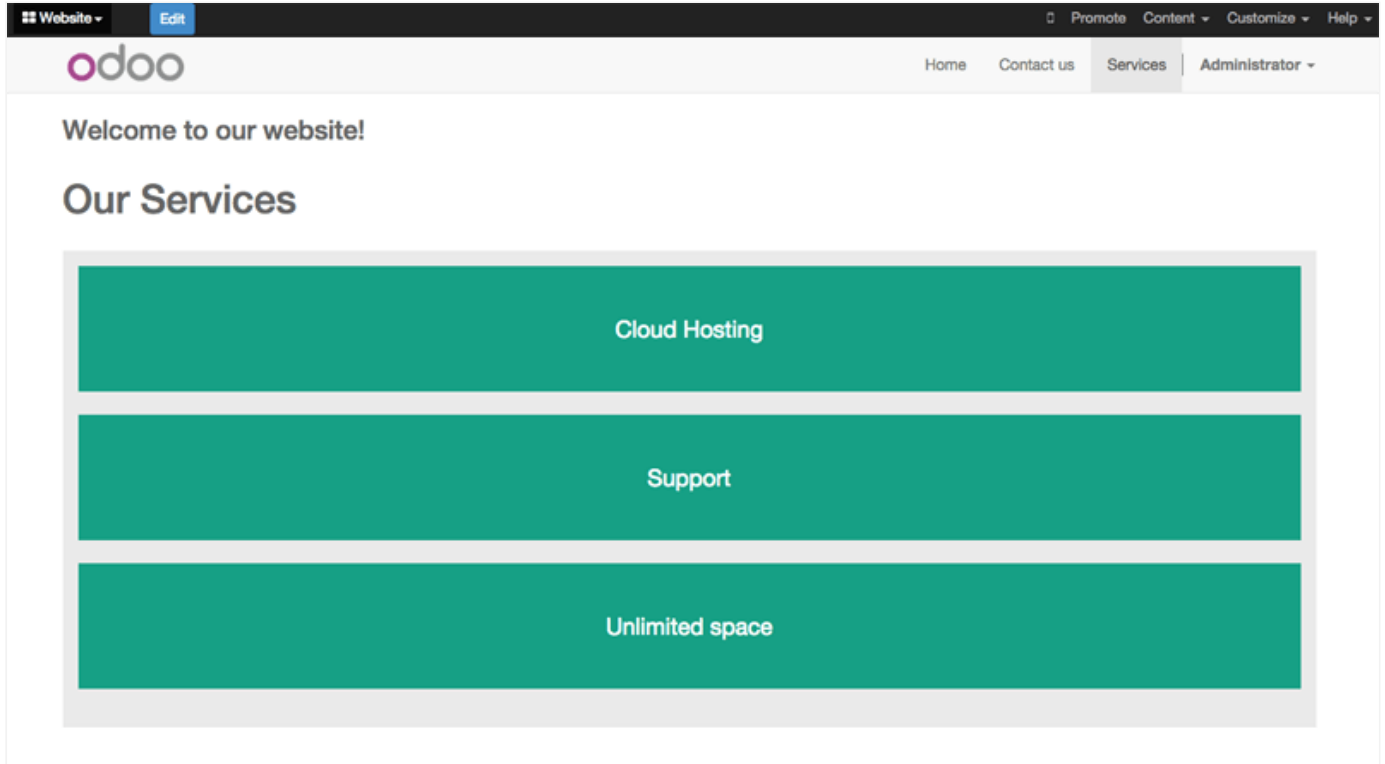 Website Edit Promote Content Customize Help
odoo Home Contact us Services Administrator
Welcome to our website!
Our Services
Cloud Hosting
Support
Unlimited space